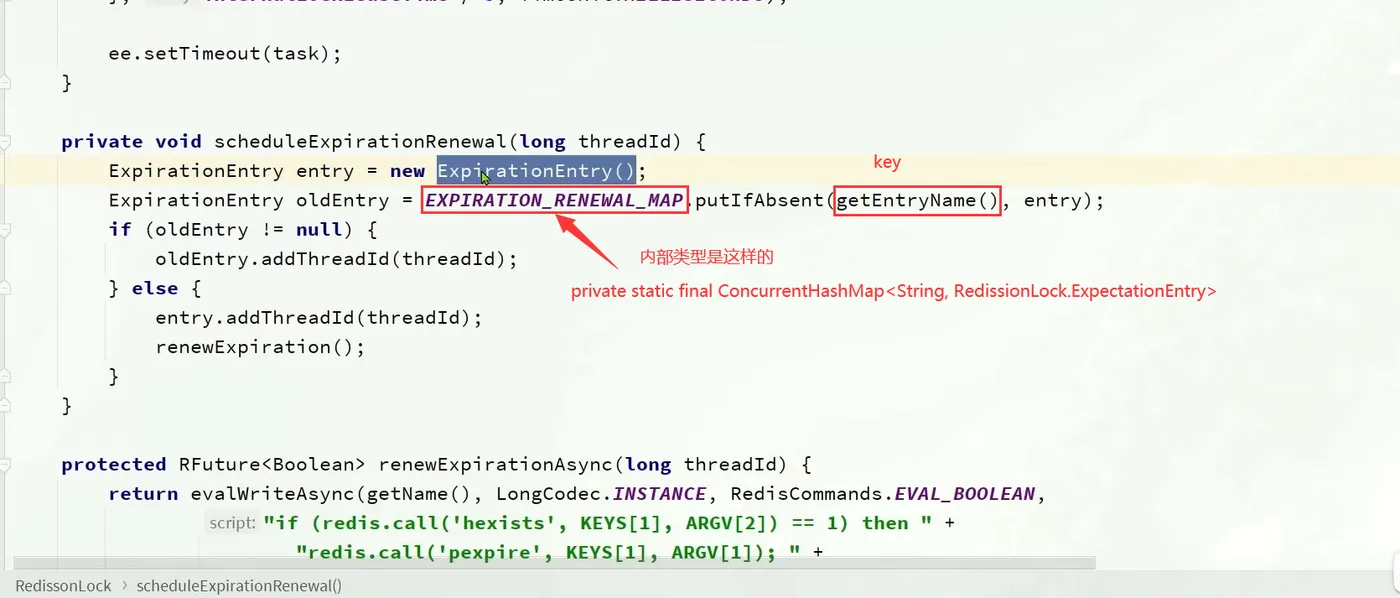 ee.setTimeout(task);
}
private void scheduleExpirationRenewal(long threadId) {
ExpirationEntry entry = new ExpirationEntry();
key
ExpirationEntry oldEntry = EXPIRATION_RENEWAL_MAP.putIfAbsent(getEntryName(), entry);
if (oldEntry != null) {
oldEntry.addThreadId(threadId);
内部类型是这样的
} else {
private static final ConcurrentHashMap<String, RedissionLock.ExpectationEntry>
entry.addThreadId(threadId);
renewExpiration();
}
}
protected RFuture<Boolean> renewExpirationAsync(long threadId) {
return evalWriteAsync(getName(), LongCodec.INSTANCE, RedisCommands.EVAL_BOOLEAN,
script: "if (redis.call('hexists', KEYS[1], ARGV[2]) == 1) then " +
"redis.call('pexpire', KEYS[1], ARGV[1]); " +
RedissonLock › scheduleExpirationRenewal()